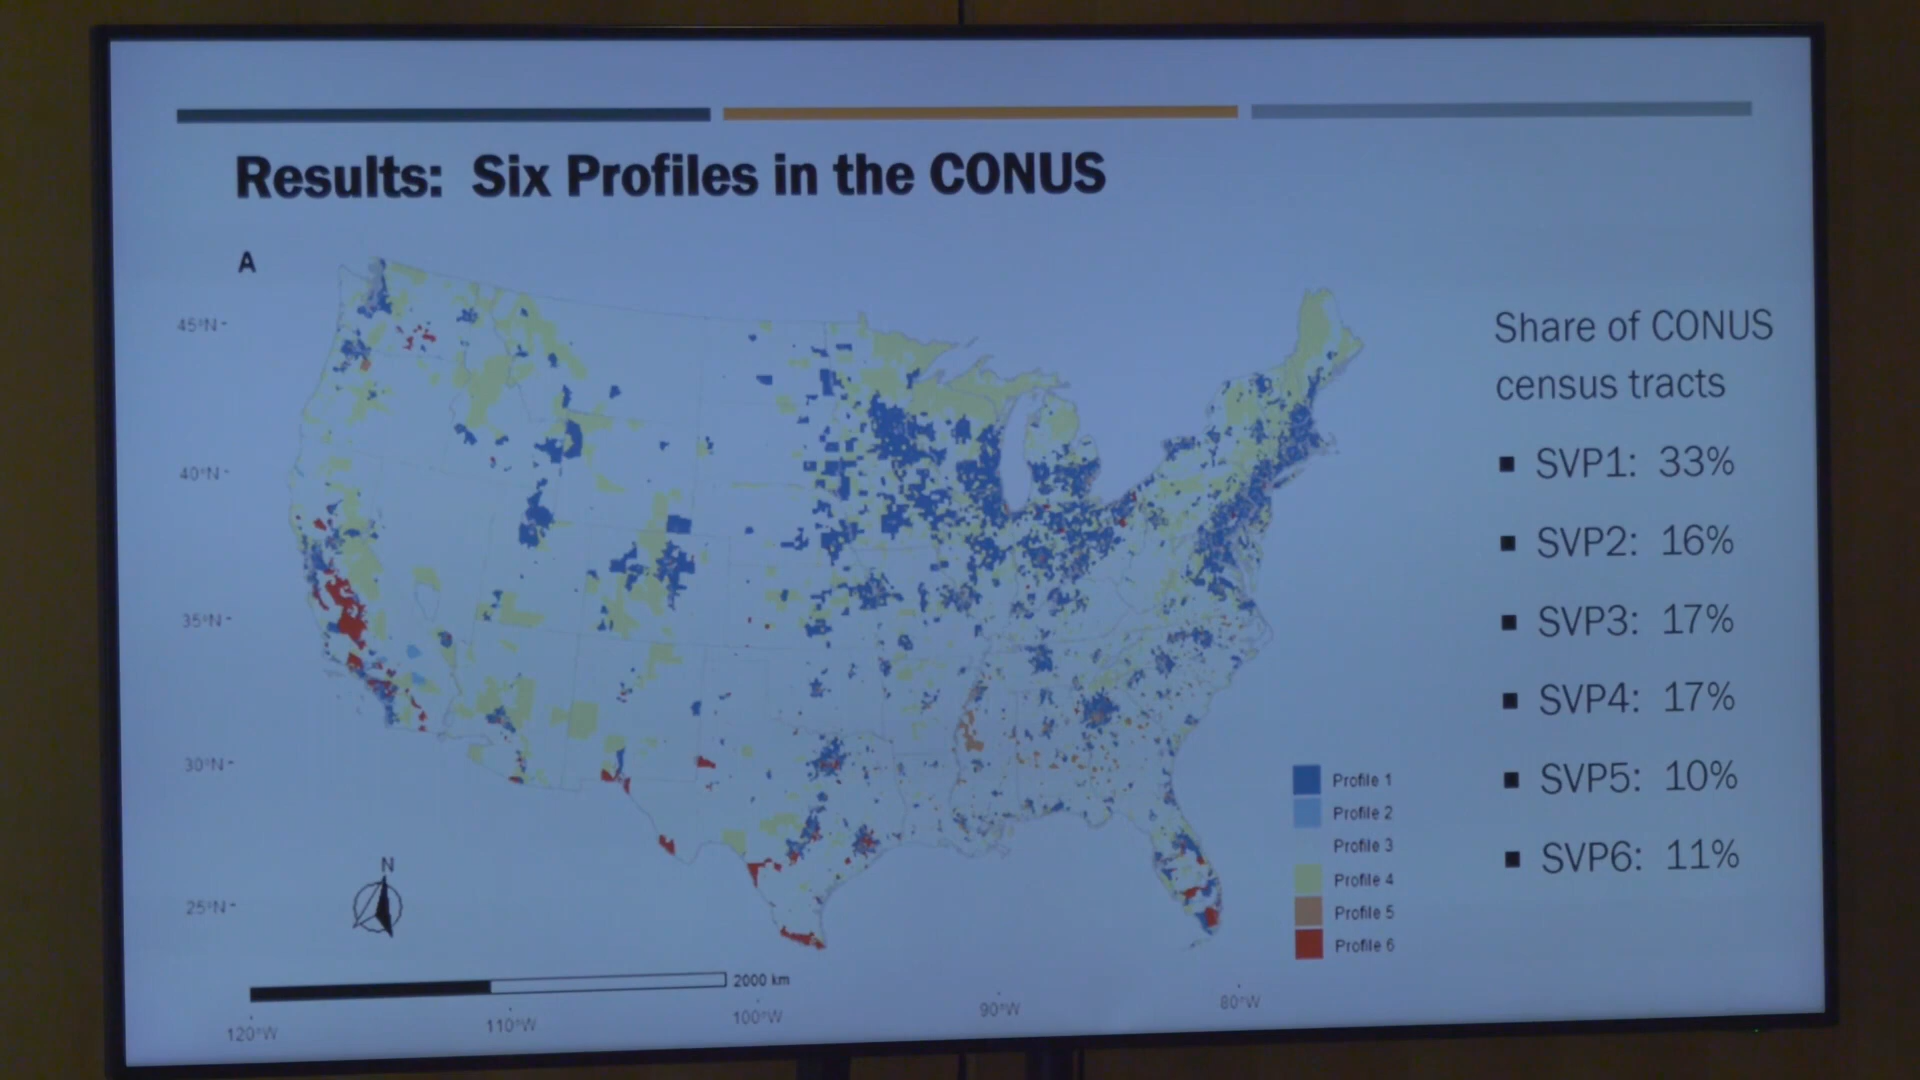 Results: Six Profiles in the CONUS
A
45°N
40°N
35°N
30°N
25°N
N
2000 km
120°W
110°W
100°W
90°W
80°W
Profile 1
Profile 2
Profile 3
Profile 4
Profile 5
Profile 6
Share of CONUS
census tracts
▪ SVP1: 33%
▪ SVP2: 16%
▪ SVP3: 17%
▪ SVP4: 17%
▪ SVP5: 10%
▪ SVP6: 11%